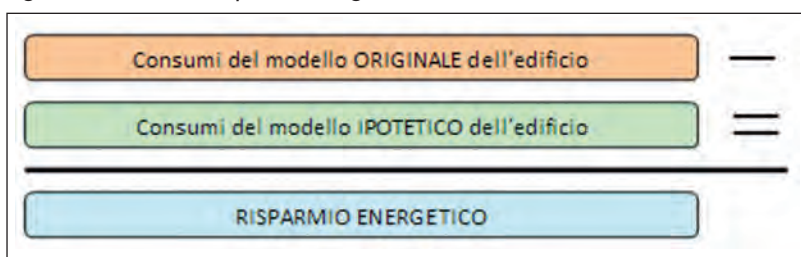 Consumi del modello ORIGINALE dell'edificio —
Consumi del modello IPOTETICO dell'edificio =
RISPARMIO ENERGETICO